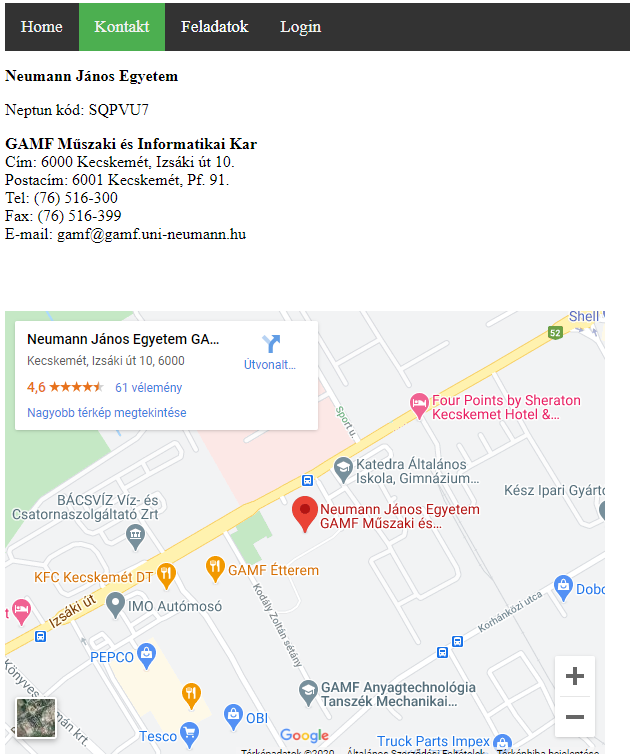 Home Kontakt Feladatok Login
Neumann János Egyetem
Neptun kód: SQPVU7
GAMF Műszaki és Informatikai Kar
Cím: 6000 Kecskemét, Izsáki út 10.
Postacím: 6001 Kecskemét, Pf. 91.
Tel: (76) 516-300
Fax: (76) 516-399
E-mail: gamf@gamf.uni-neumann.hu
Neumann János Egyetem GA...
Kecskemét, Izsáki út 10, 6000
4,6 61 vélemény
Nagyobb térkép megtekintése
Útvonalt...
Shell
52
Four Points by Sheraton
Kecskemet Hotel &...
Sport u.
Katedra Általános
Iskola, Gimnázium...
Kész Ipari Gyárto
BÁCSVÍZ Víz- és
Csatornaszolgáltató Zrt
Neumann János Egyetem
GAMF Műszaki és...
KFC Kecskemét DT
GAMF Étterem
Dobo
IMO Autómosó
Izsáki út
Kodály Zoltán sétány
Korhánközi utca
t
PEPCO
Könyves
mán krt.
GAMF Anyagtechnológia
Tanszék Mechanikai...
OBI
Tesco
Google
Truck Parts Impex
Térképadatok ©2020 Általános Szerződési Feltételek Térképhiba bejelentése